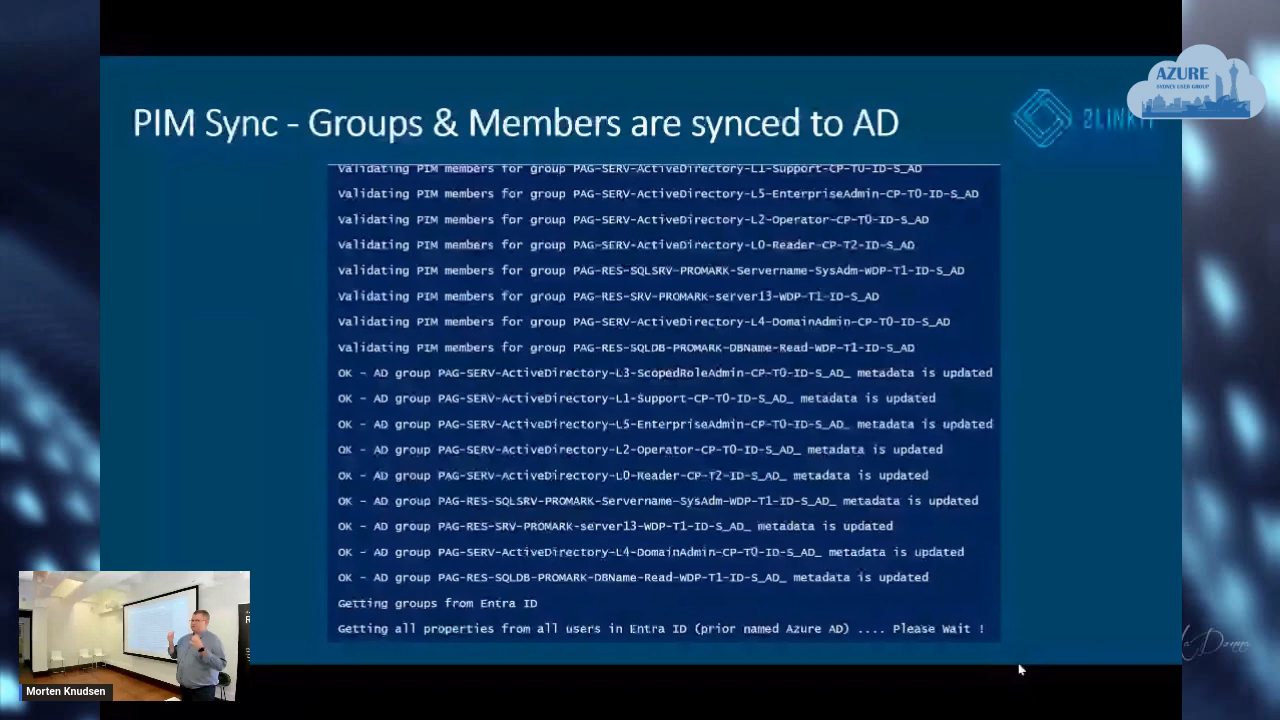 AZURE
SYDNEY USER GROUP
PIM Sync - Groups & Members are synced to AD
2LINKIT
Validating PIM members for group PAG-SERV-ActiveDirectory-L1-Support-CP-T0-ID-S_AD
Validating PIM members for group PAG-SERV-ActiveDirectory-L5-EnterpriseAdmin-CP-T0-ID-S_AD
Validating PIM members for group PAG-SERV-ActiveDirectory-L2-Operator-CP-T0-ID-S_AD
Validating PIM members for group PAG-SERV-ActiveDirectory-L0-Reader-CP-T2-ID-S_AD
Validating PIM members for group PAG-RES-SQLSRV-PROMARK-Servername-SysAdm-WDP-T1-ID-S_AD
Validating PIM members for group PAG-RES-SRV-PROMARK-server13-WDP-T1-ID-S_AD
Validating PIM members for group PAG-SERV-ActiveDirectory-L4-DomainAdmin-CP-T0-ID-S_AD
Validating PIM members for group PAG-RES-SQLDB-PROMARK-DBName-Read-WDP-T1-ID-S_AD
OK - AD group PAG-SERV-ActiveDirectory-L3-ScopedRoleAdmin-CP-T0-ID-S_AD_ metadata is updated
OK - AD group PAG-SERV-ActiveDirectory-L1-Support-CP-T0-ID-S_AD_ metadata is updated
OK - AD group PAG-SERV-ActiveDirectory-L5-EnterpriseAdmin-CP-T0-ID-S_AD_ metadata is updated
OK - AD group PAG-SERV-ActiveDirectory-L2-Operator-CP-T0-ID-S_AD_ metadata is updated
OK - AD group PAG-SERV-ActiveDirectory-L0-Reader-CP-T2-ID-S_AD_ metadata is updated
OK - AD group PAG-RES-SQLSRV-PROMARK-Servername-SysAdm-WDP-T1-ID-S_AD_ metadata is updated
OK - AD group PAG-RES-SRV-PROMARK-server13-WDP-T1-ID-S_AD_ metadata is updated
OK - AD group PAG-SERV-ActiveDirectory-L4-DomainAdmin-CP-T0-ID-S_AD_ metadata is updated
OK - AD group PAG-RES-SQLDB-PROMARK-DBName-Read-WDP-T1-ID-S_AD_ metadata is updated
Getting groups from Entra ID
Getting all properties from all users in Entra ID (prior named Azure AD) .... Please Wait !
Morten Knudsen